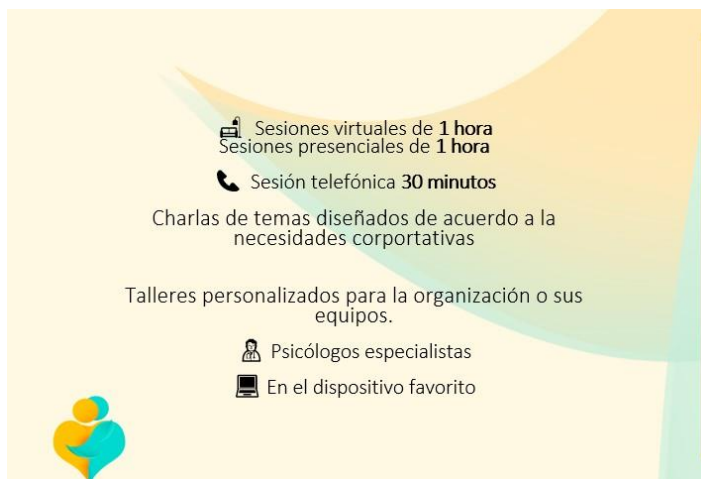 Sesiones virtuales de 1 hora
Sesiones presenciales de 1 hora
Sesión telefónica 30 minutos
Charlas de temas diseñados de acuerdo a la
necesidades corportativas
Talleres personalizados para la organización o sus
equipos.
Psicólogos especialistas
En el dispositivo favorito